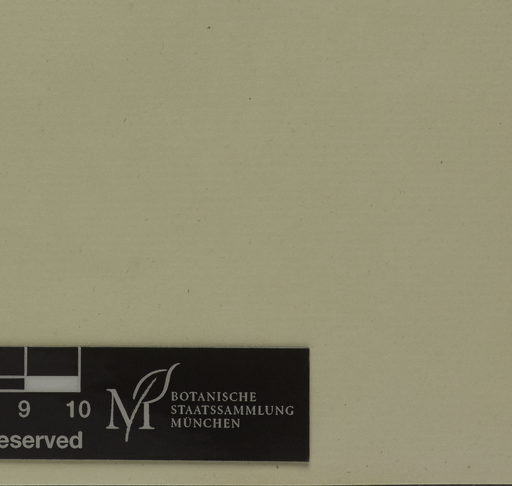 9 10
eserved
M
BOTANISCHE
STAATSSAMMLUNG
MÜNCHEN